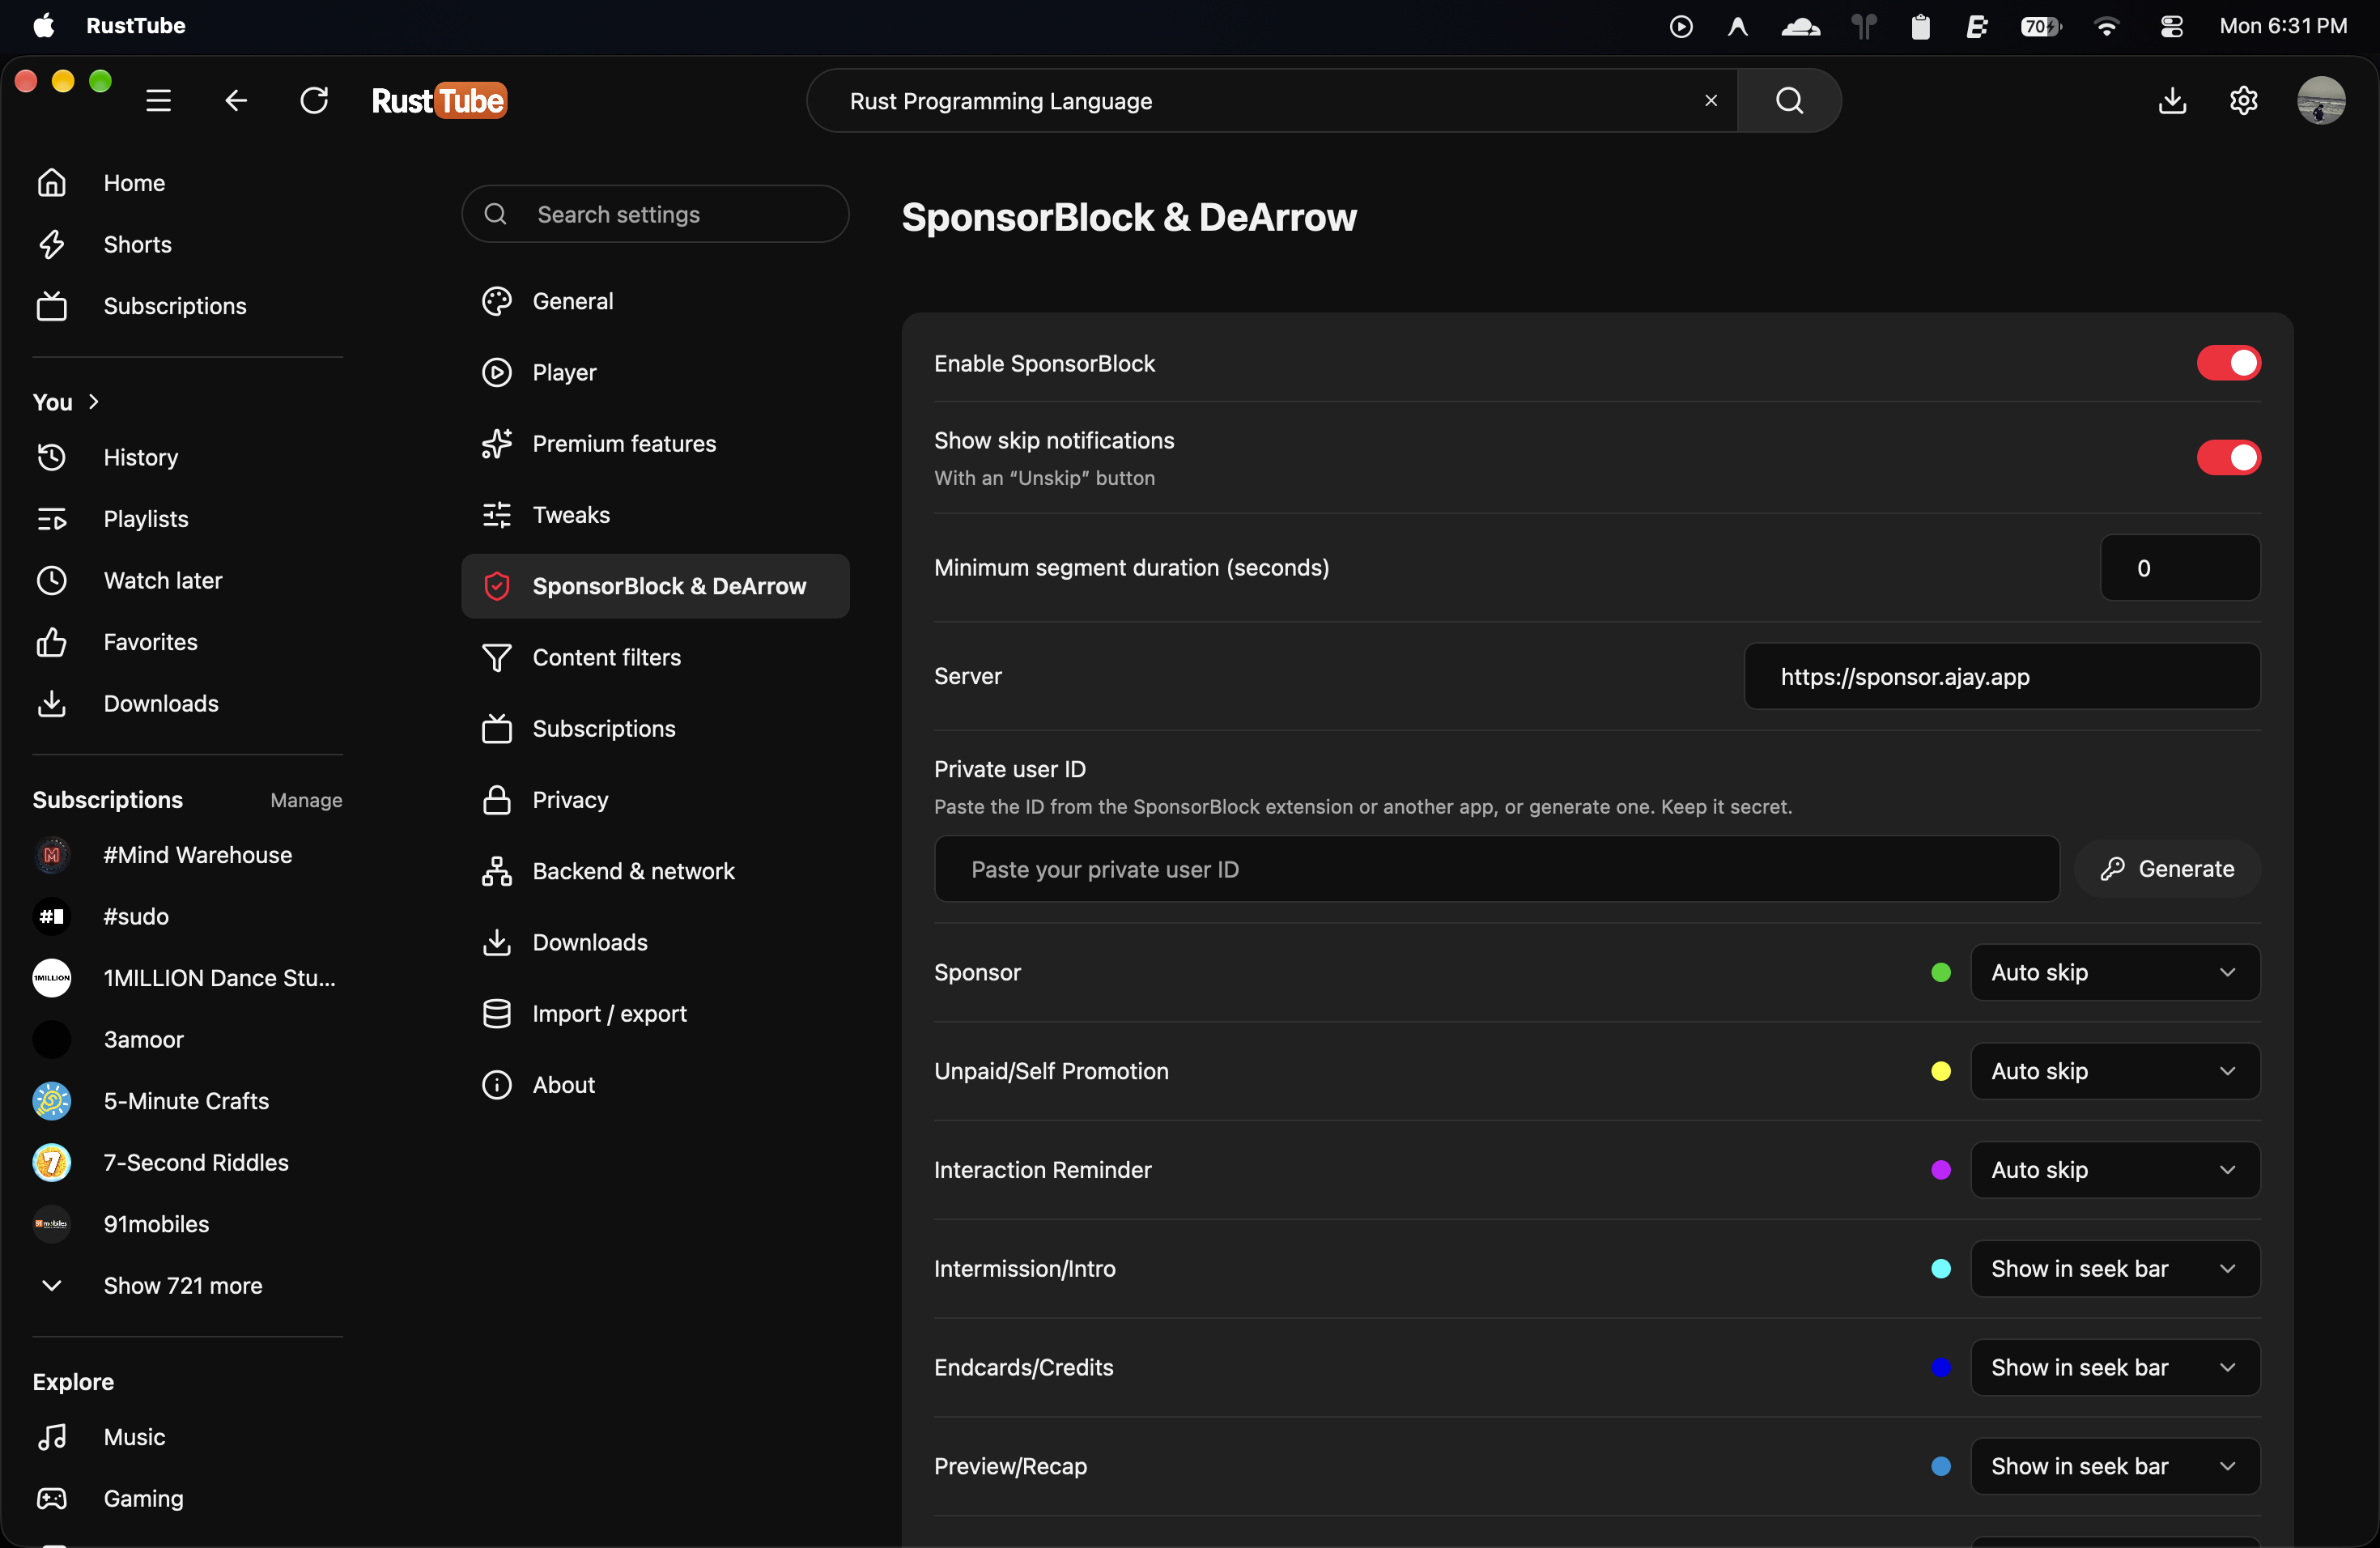 RustTube
70
Mon 6:31 PM
RustTube
Rust Programming Language
Home
Shorts
Subscriptions
You
History
Playlists
Watch later
Favorites
Downloads
Subscriptions Manage
#Mind Warehouse
#sudo
1MILLION
1MILLION Dance Stu...
3amoor
5-Minute Crafts
7
7-Second Riddles
91mobiles
Show 721 more
Explore
Music
Gaming
Search settings
General
Player
Premium features
Tweaks
SponsorBlock & DeArrow
Content filters
Subscriptions
Privacy
Backend & network
Downloads
Import / export
About
SponsorBlock & DeArrow
Enable SponsorBlock
Show skip notifications
With an “Unskip” button
Minimum segment duration (seconds) 0
Server https://sponsor.ajay.app
Private user ID
Paste the ID from the SponsorBlock extension or another app, or generate one. Keep it secret.
Paste your private user ID Generate
Sponsor Auto skip
Unpaid/Self Promotion Auto skip
Interaction Reminder Auto skip
Intermission/Intro Show in seek bar
Endcards/Credits Show in seek bar
Preview/Recap Show in seek bar